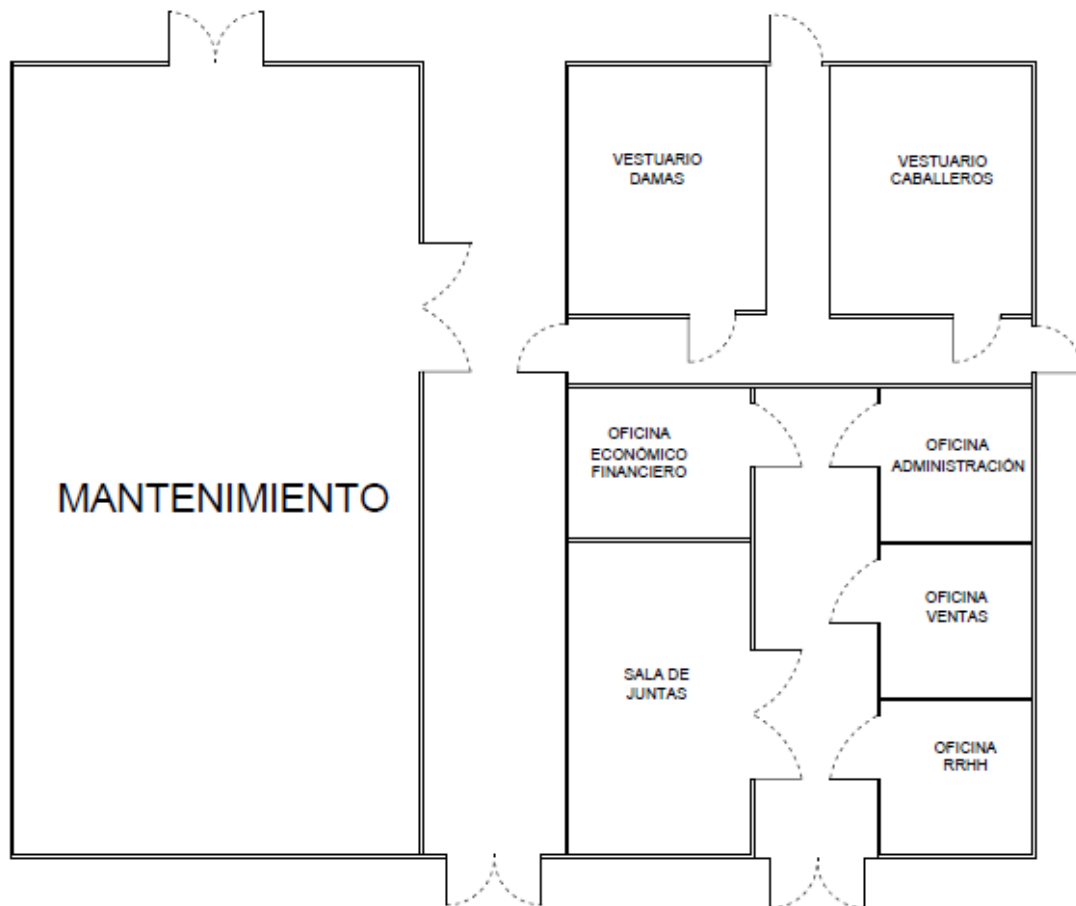 VESTUARIO
DAMAS
VESTUARIO
CABALLEROS
OFICINA
ECONÓMICO
FINANCIERO
OFICINA
ADMINISTRACIÓN
MANTENIMIENTO
OFICINA
VENTAS
SALA DE
JUNTAS
OFICINA
RRHH